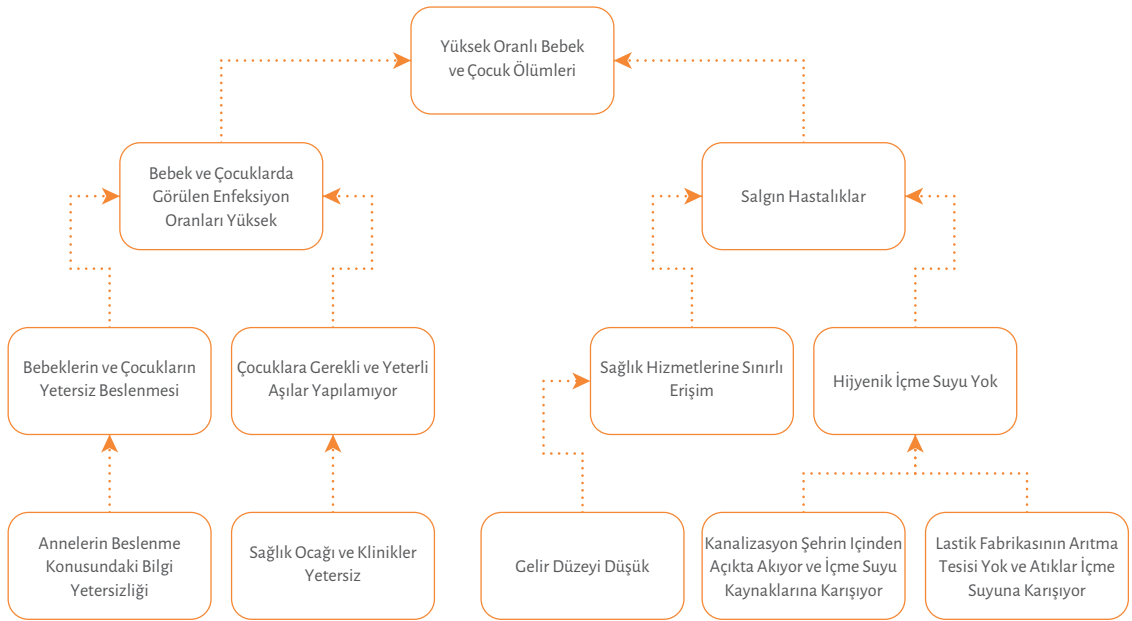 Yüksek Oranlı Bebek
ve Çocuk Ölümleri
Bebek ve Çocuklarda
Görülen Enfeksiyon
Oranları Yüksek
Salgın Hastalıklar
Bebeklerin ve Çocukların
Yetersiz Beslenmesi
Çocuklara Gerekli ve Yeterli
Aşılar Yapılamıyor
Sağlık Hizmetlerine Sınırlı
Erişim
Hijyenik İçme Suyu Yok
Annelerin Beslenme
Konusundaki Bilgi
Yetersizliği
Sağlık Ocağı ve Klinikler
Yetersiz
Gelir Düzeyi Düşük
Kanalizasyon Şehrin Içinden
Açıkta Akıyor ve İçme Suyu
Kaynaklarına Karışıyor
Lastik Fabrikasının Arıtma
Tesisi Yok ve Atıklar İçme
Suyuna Karışıyor